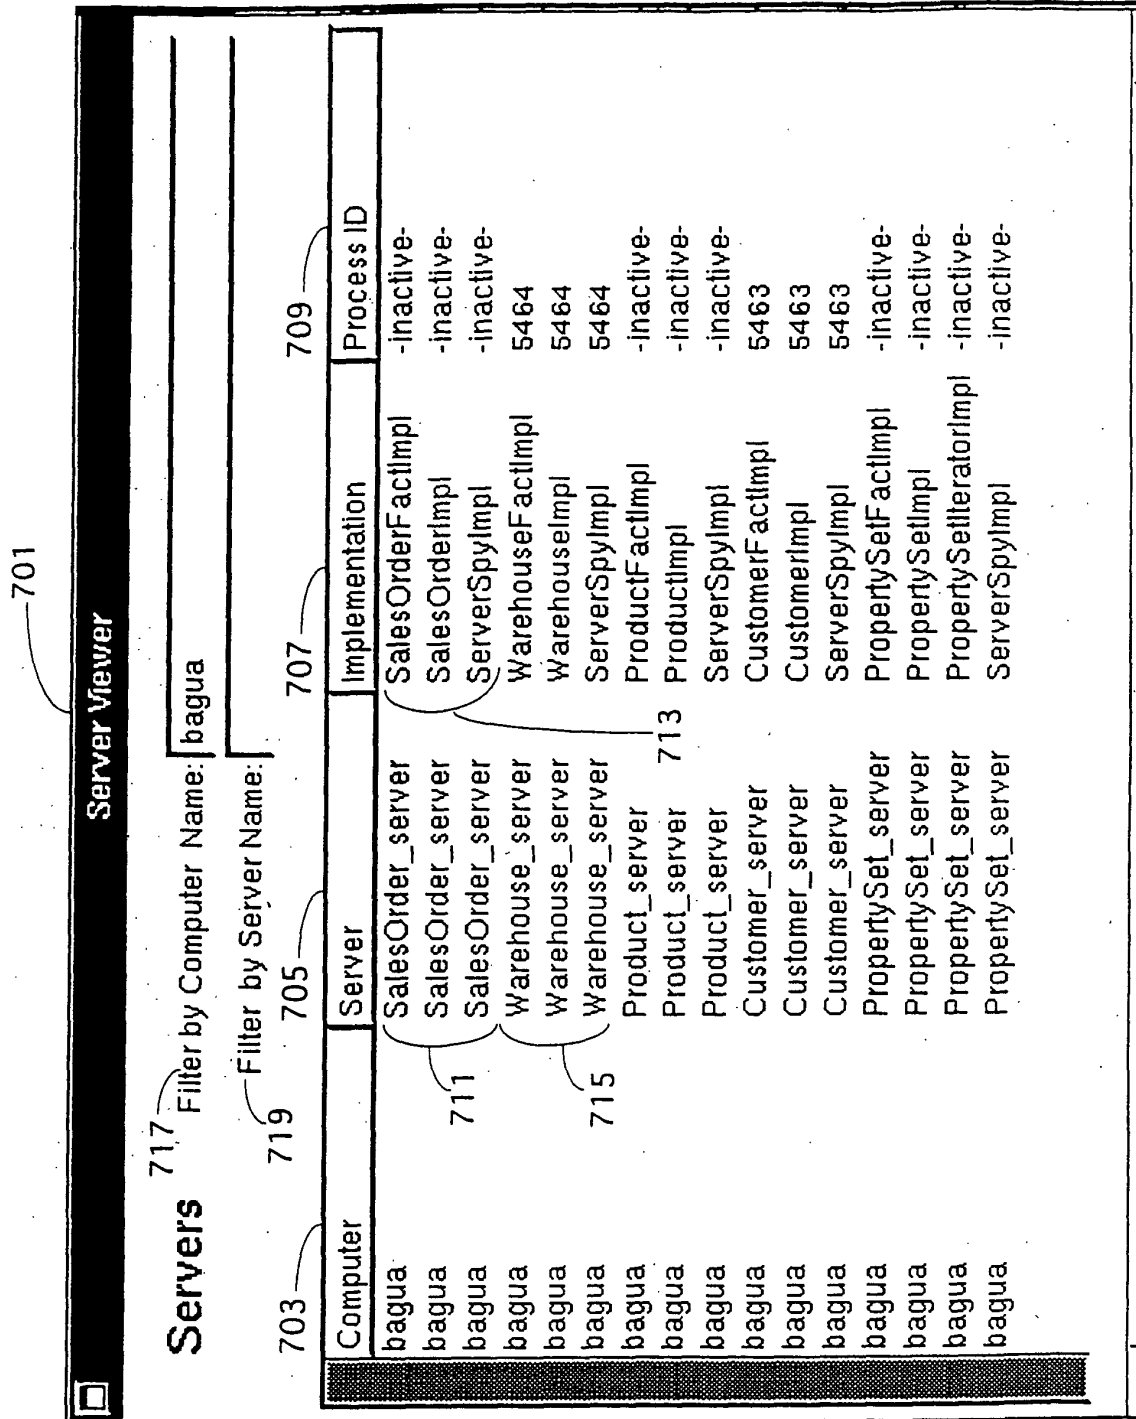 701
Server Viewer
Servers
717
Filter by Computer Name: bagua
719
Filter by Server Name:
703 705 707 709
Computer Server Implementation Process ID
bagua SalesOrder_server SalesOrderFactImpl -inactive-
bagua SalesOrder_server SalesOrderImpl -inactive-
bagua SalesOrder_server ServerSpyImpl -inactive-
bagua Warehouse_server WarehouseFactImpl 5464
bagua Warehouse_server WarehouseImpl 5464
bagua Warehouse_server ServerSpyImpl 5464
bagua Product_server ProductFactImpl -inactive-
bagua Product_server ProductImpl -inactive-
bagua Product_server ServerSpyImpl -inactive-
bagua Customer_server CustomerFactImpl 5463
bagua Customer_server CustomerImpl 5463
bagua Customer_server ServerSpyImpl 5463
bagua PropertySet_server PropertySetFactImpl -inactive-
bagua PropertySet_server PropertySetImpl -inactive-
bagua PropertySet_server PropertySetIteratorImpl -inactive-
bagua PropertySet_server ServerSpyImpl -inactive-
711
713
715